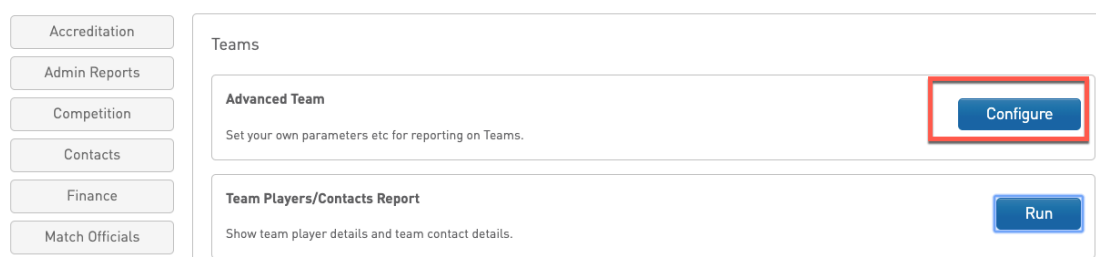 Accreditation
Admin Reports
Competition
Contacts
Finance
Match Officials
Teams
Advanced Team
Set your own parameters etc for reporting on Teams.
Configure
Team Players/Contacts Report
Show team player details and team contact details.
Run